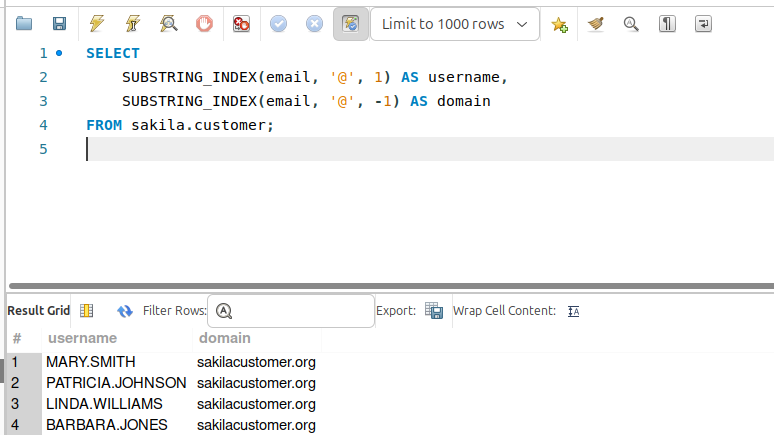 Limit to 1000 rows
1 SELECT
2 SUBSTRING_INDEX(email, '@', 1) AS username,
3 SUBSTRING_INDEX(email, '@', -1) AS domain
4 FROM sakila.customer;
5
Result Grid Filter Rows: Export: Wrap Cell Content:
# username domain
1 MARY.SMITH sakilacustomer.org
2 PATRICIA.JOHNSON sakilacustomer.org
3 LINDA.WILLIAMS sakilacustomer.org
4 BARBARA.JONES sakilacustomer.org